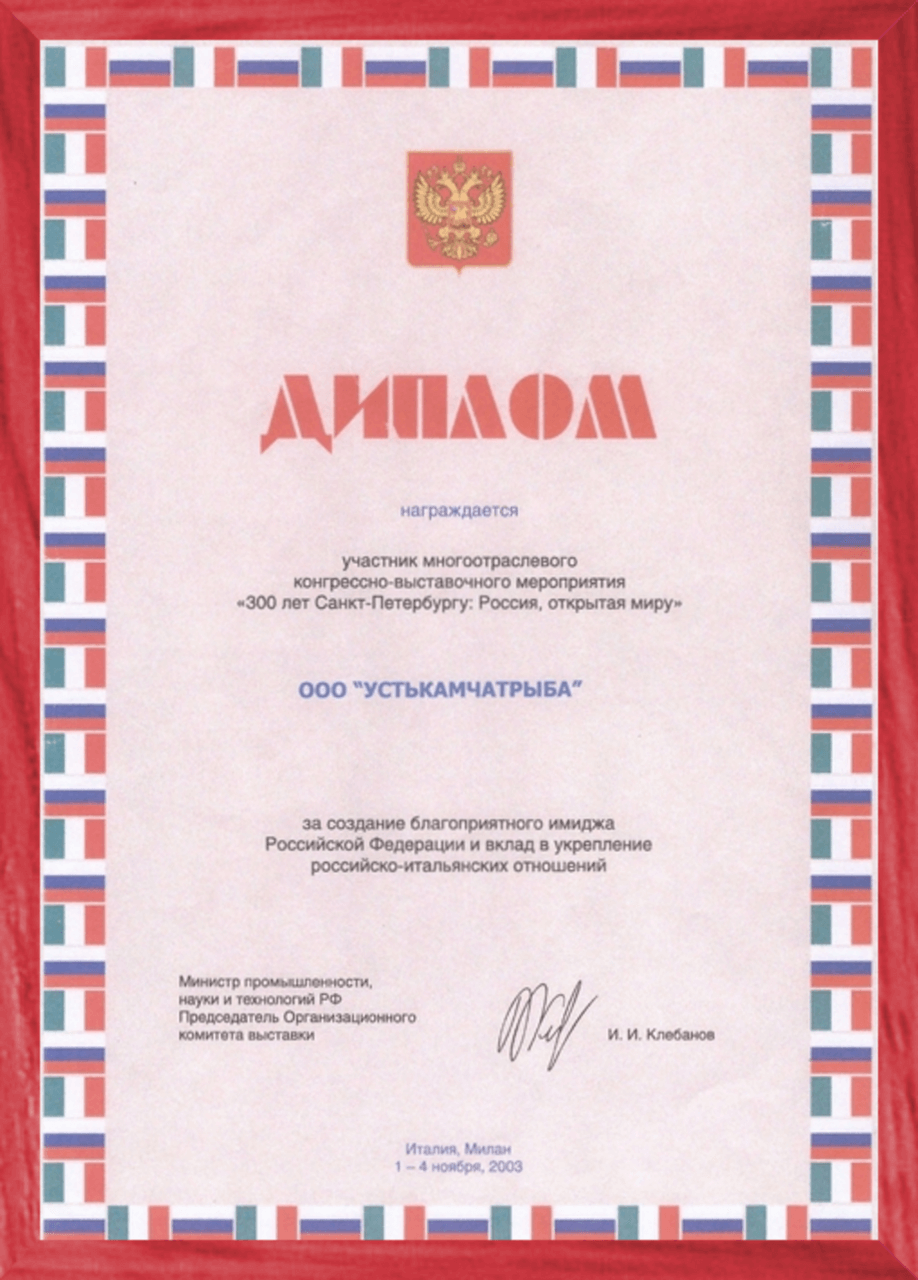 ДИПЛОМ
награждается
участник многоотраслевого
конгрессно-выставочного мероприятия
«300 лет Санкт-Петербургу: Россия, открытая миру»
ООО “УСТЬКАМЧАТРЫБА”
за создание благоприятного имиджа
Российской Федерации и вклад в укрепление
российско-итальянских отношений
Министр промышленности,
науки и технологий РФ
Председатель Организационного
комитета выставки
И. И. Клебанов
Италия, Милан
1 – 4 ноября, 2003